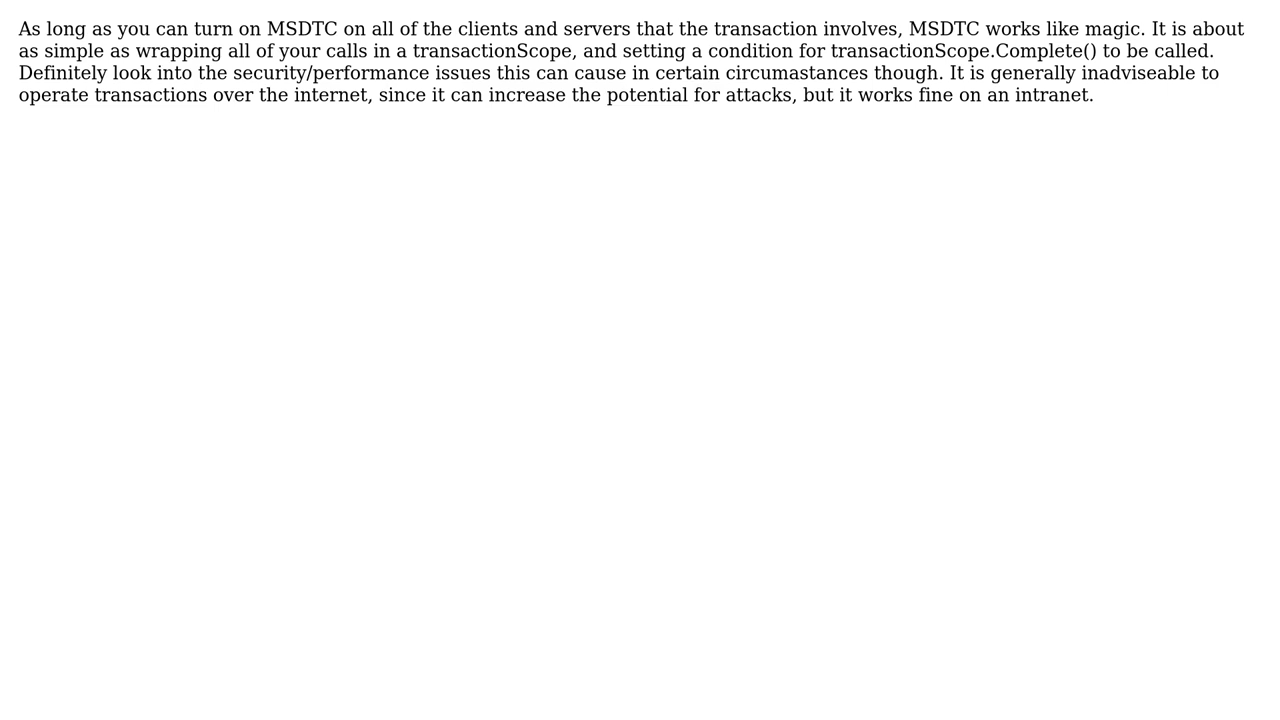 As long as you can turn on MSDTC on all of the clients and servers that the transaction involves, MSDTC works like magic. It is about
as simple as wrapping all of your calls in a transactionScope, and setting a condition for transactionScope.Complete() to be called.
Definitely look into the security/performance issues this can cause in certain circumastances though. It is generally inadviseable to
operate transactions over the internet, since it can increase the potential for attacks, but it works fine on an intranet.